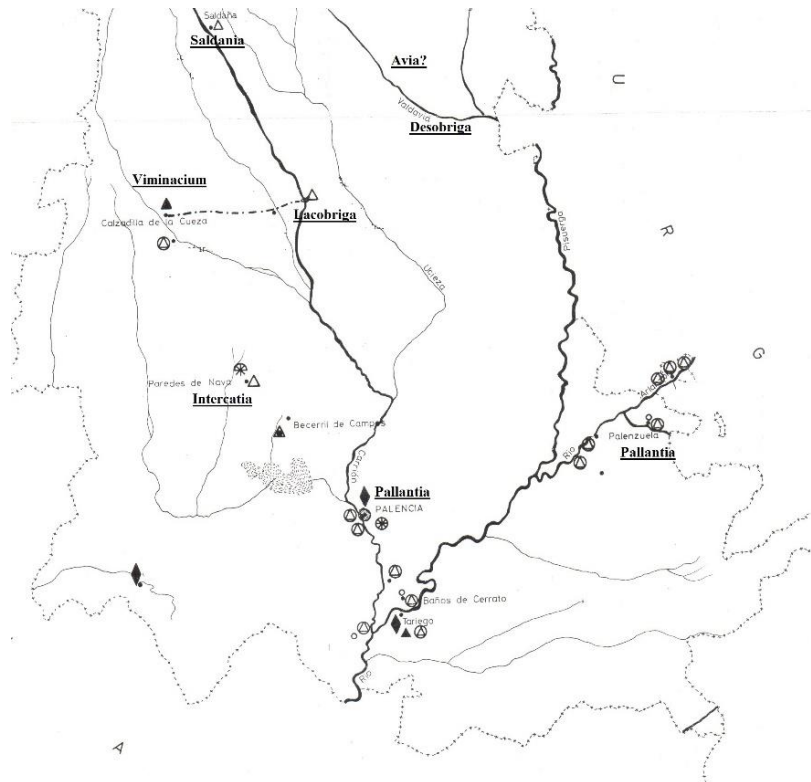 Saldaña
Saldania
Avia?
U
Valdavia
Desobriga
Viminacium
Calzadilla de la Cueza
Lacobriga
Pisuerga
R
Ucieza
G
Paredes de Nava
Intercatia
Becerril de Campos
Carrión
Río
Palenzuela
Pallantia
Pallantia
PALENCIA
Baños de Cerrato
Tariego
Río
A